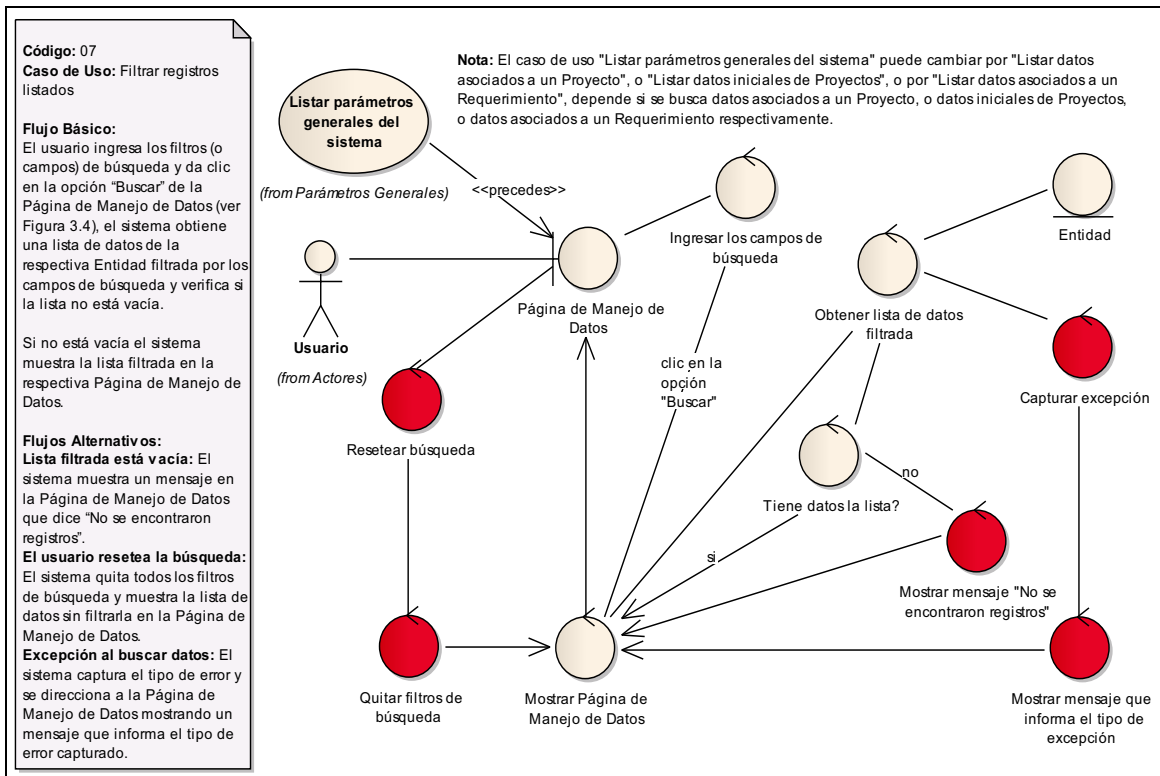 Código: 07
Caso de Uso: Filtrar registros
listados
Flujo Básico:
El usuario ingresa los filtros (o
campos) de búsqueda y da clic
en la opción “Buscar” de la
Página de Manejo de Datos (ver
Figura 3.4), el sistema obtiene
una lista de datos de la
respectiva Entidad filtrada por los
campos de búsqueda y verifica si
la lista no está vacía.
Si no está vacía el sistema
muestra la lista filtrada en la
respectiva Página de Manejo de
Datos.
Flujos Alternativos:
Lista filtrada está vacía: El
sistema muestra un mensaje en
la Página de Manejo de Datos
que dice “No se encontraron
registros”.
El usuario resetea la búsqueda:
El sistema quita todos los filtros
de búsqueda y muestra la lista de
datos sin filtrarla en la Página de
Manejo de Datos.
Excepción al buscar datos: El
sistema captura el tipo de error y
se direcciona a la Página de
Manejo de Datos mostrando un
mensaje que informa el tipo de
error capturado.
Nota: El caso de uso "Listar parámetros generales del sistema" puede cambiar por "Listar datos
asociados a un Proyecto", o "Listar datos iniciales de Proyectos", o por "Listar datos asociados a un
Requerimiento", depende si se busca datos asociados a un Proyecto, o datos iniciales de Proyectos,
o datos asociados a un Requerimiento respectivamente.
Listar parámetros
generales del
sistema
(from Parámetros Generales)
<<precedes>>
Ingresar los campos de
búsqueda
Entidad
Usuario
(from Actores)
Página de Manejo de
Datos
Obtener lista de datos
filtrada
clic en la
opción
"Buscar"
Capturar excepción
Resetear búsqueda
no
Tiene datos la lista?
si
Mostrar mensaje "No se
encontraron registros"
Quitar filtros de
búsqueda
Mostrar Página de
Manejo de Datos
Mostrar mensaje que
informa el tipo de
excepción